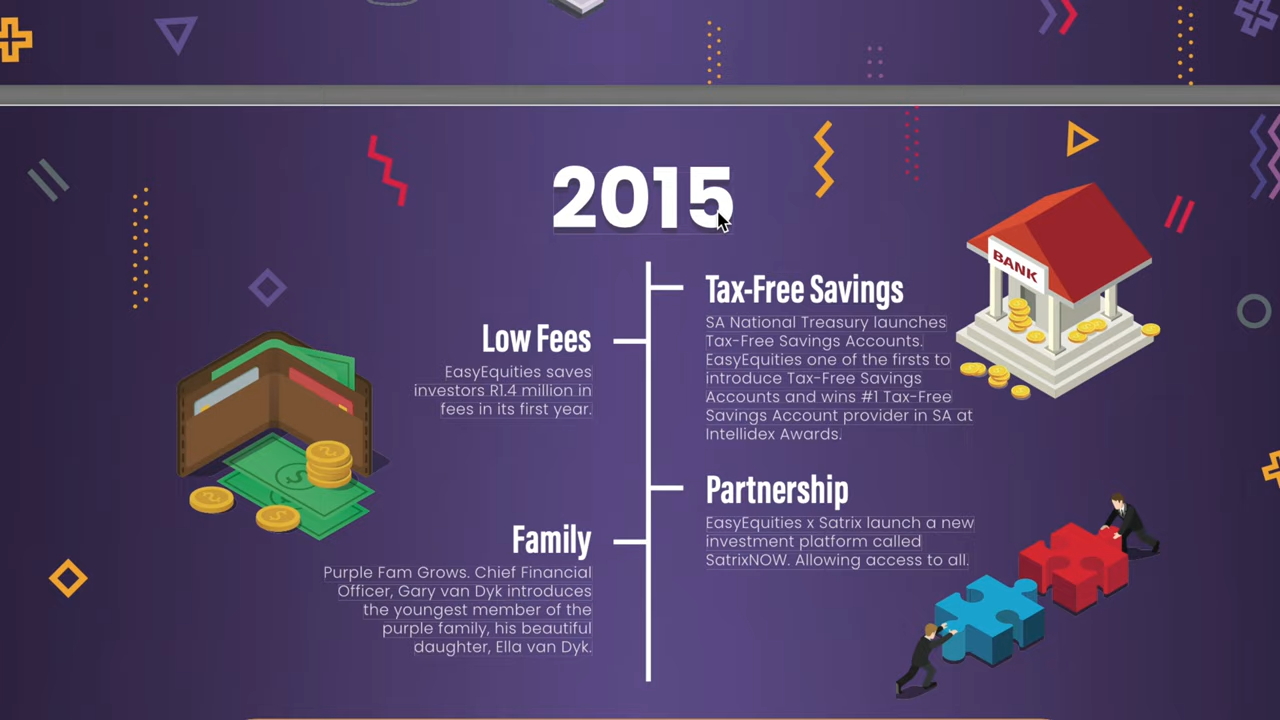 2015
Tax-Free Savings
SA National Treasury launches
Tax-Free Savings Accounts.
EasyEquities one of the firsts to
introduce Tax-Free Savings
Accounts and wins #1 Tax-Free
Savings Account provider in SA at
Intellidex Awards.
BANK
Low Fees
EasyEquities saves
investors R1.4 million in
fees in its first year.
Partnership
EasyEquities x Satrix launch a new
investment platform called
SatrixNOW. Allowing access to all.
Family
Purple Fam Grows. Chief Financial
Officer, Gary van Dyk introduces
the youngest member of the
purple family, his beautiful
daughter, Ella van Dyk.